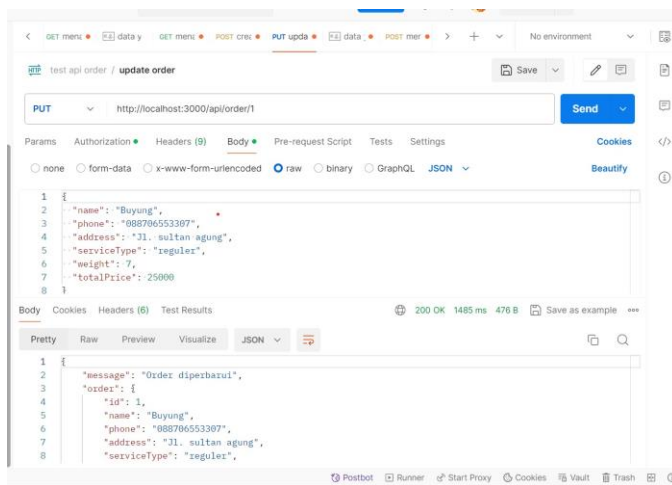 GET menu data y GET menu POST crea PUT upda data_ POST mer No environment
HTTP test api order / update order Save
PUT http://localhost:3000/api/order/1 Send
Params Authorization Headers (9) Body Pre-request Script Tests Settings Cookies
none form-data x-www-form-urlencoded raw binary GraphQL JSON Beautify
1 {
2 "name": "Buyung",
3 "phone": "088706553307",
4 "address": "Jl. sultan agung",
5 "serviceType": "reguler",
6 "weight": 7,
7 "totalPrice": 25000
8 }
Body Cookies Headers (6) Test Results 200 OK 1485 ms 476 B Save as example
Pretty Raw Preview Visualize JSON
1 {
2 "message": "Order diperbarui",
3 "order": {
4 "id": 1,
5 "name": "Buyung",
6 "phone": "088706553307",
7 "address": "Jl. sultan agung",
8 "serviceType": "reguler",
Postbot Runner Start Proxy Cookies Vault Trash